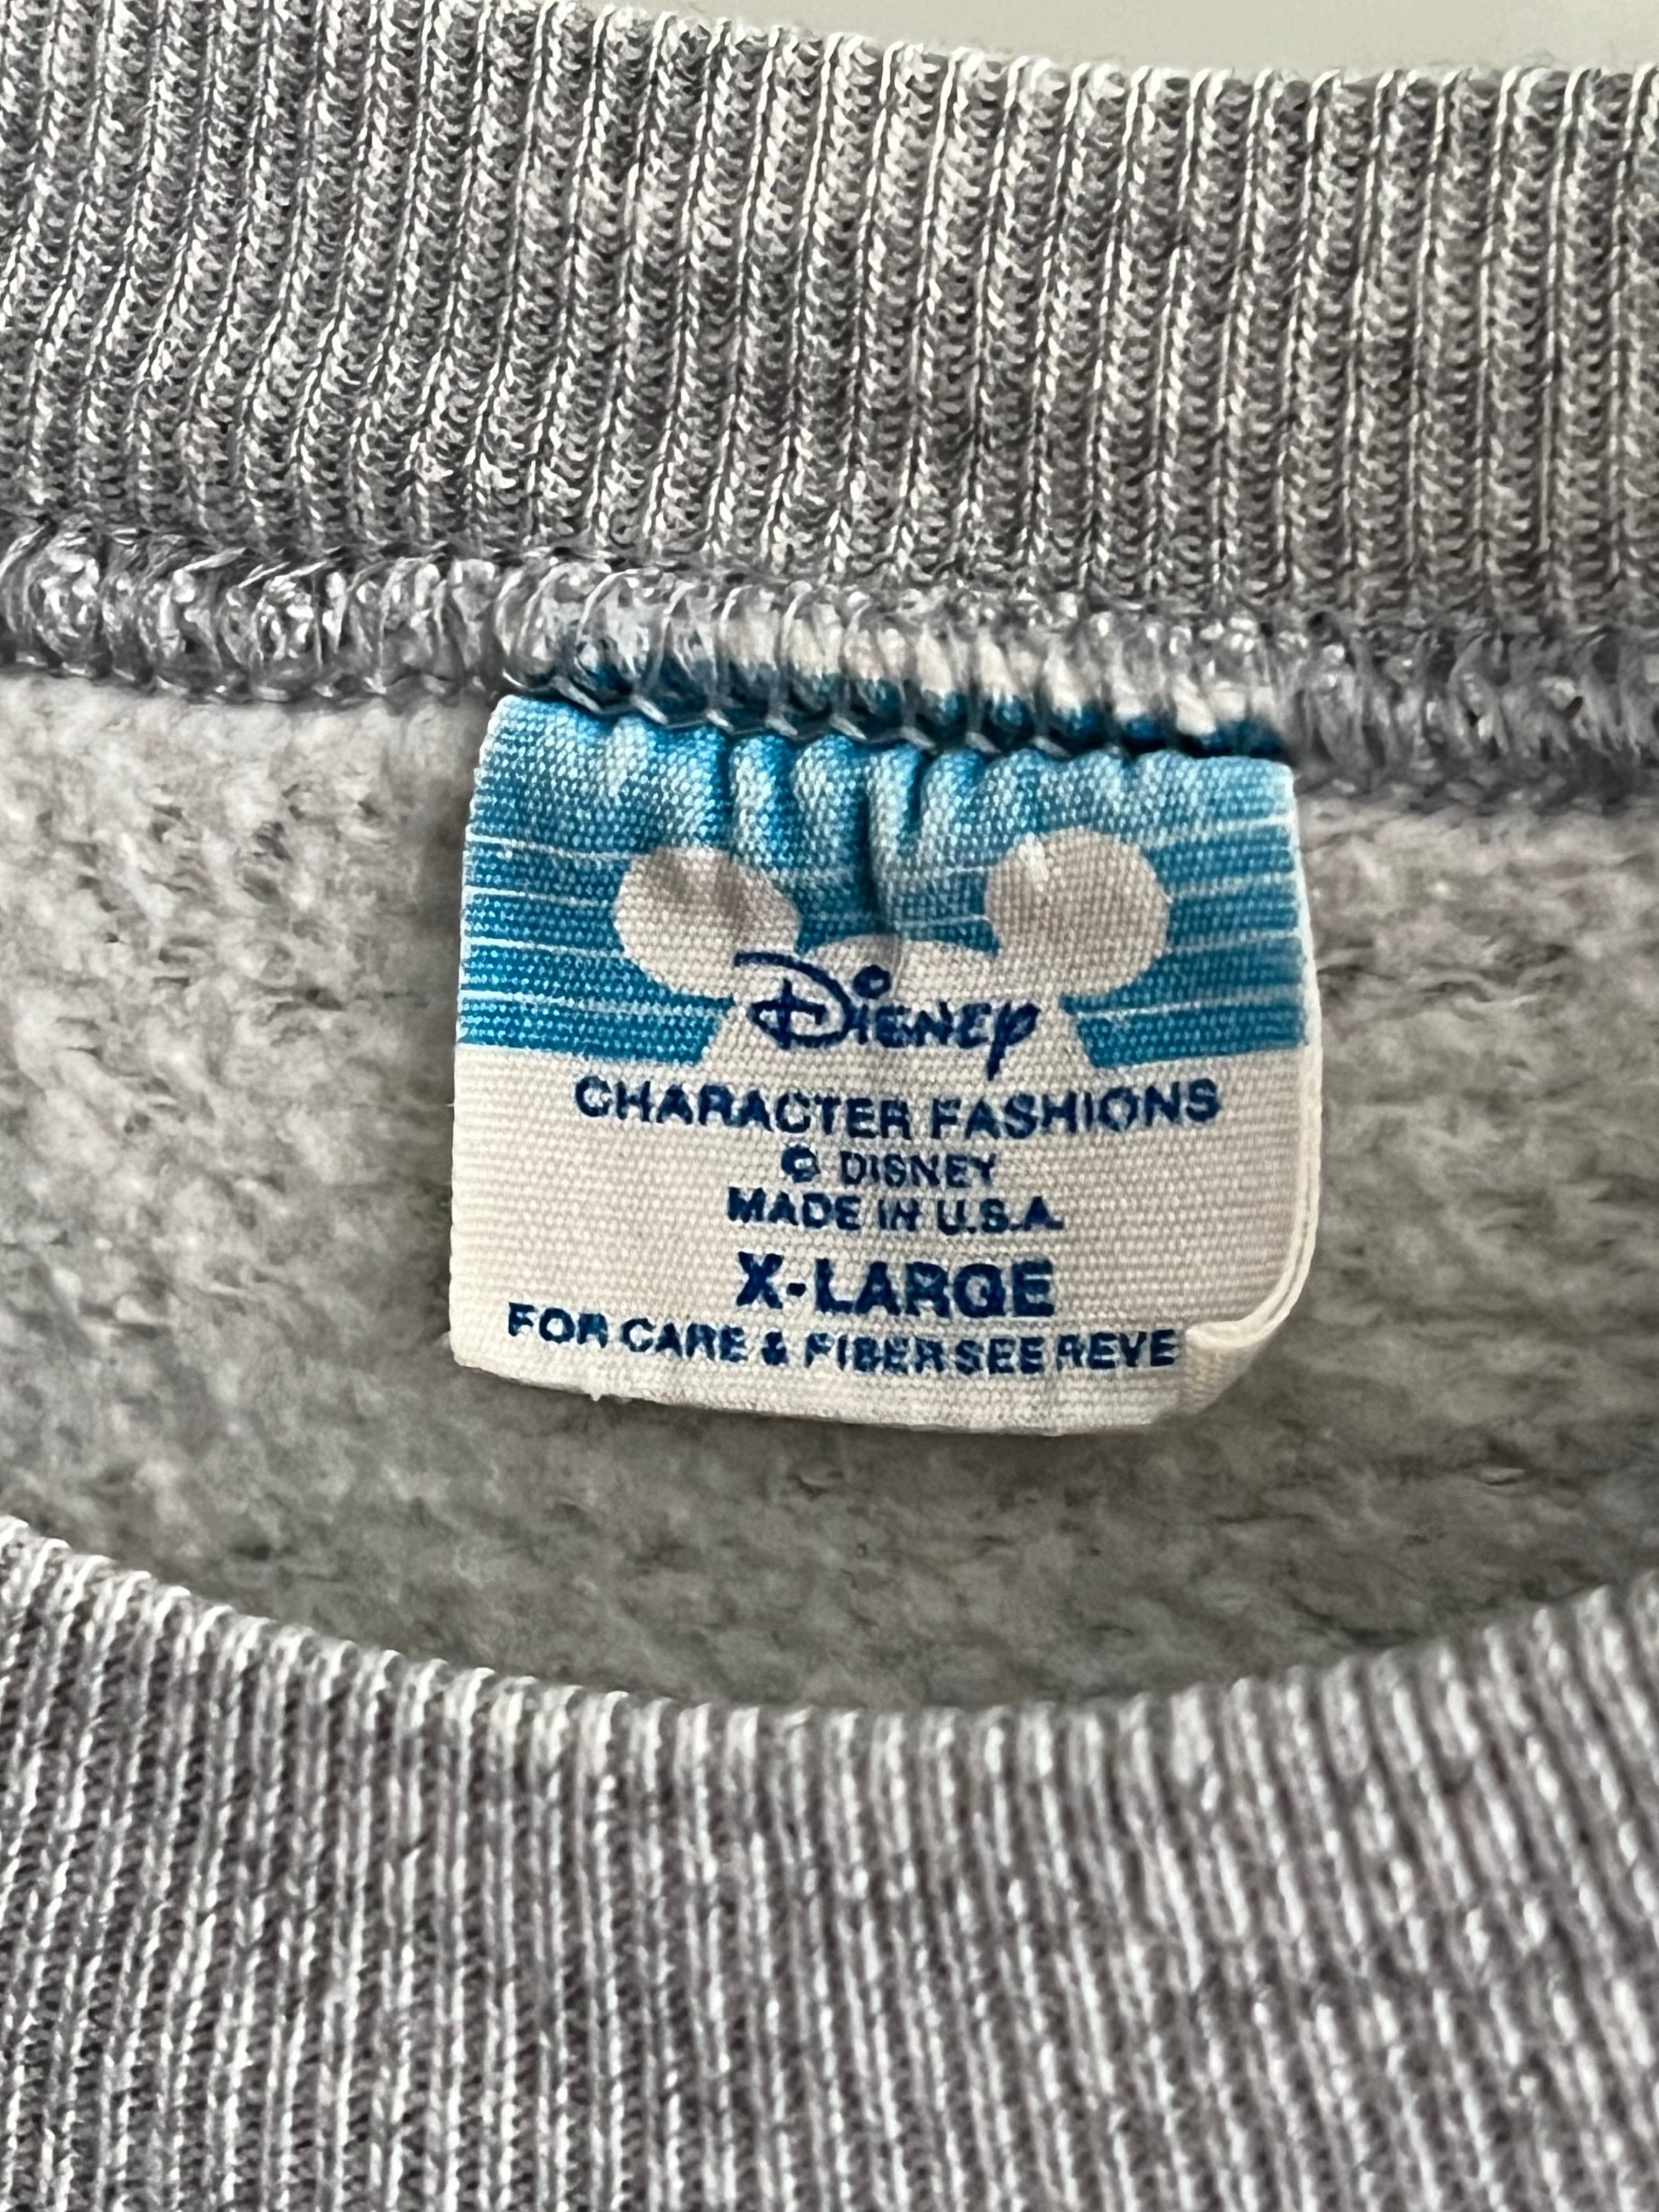 Disney
CHARACTER FASHIONS
© DISNEY
MADE IN U.S.A.
X-LARGE
FOR CARE & FIBER SEE REVE